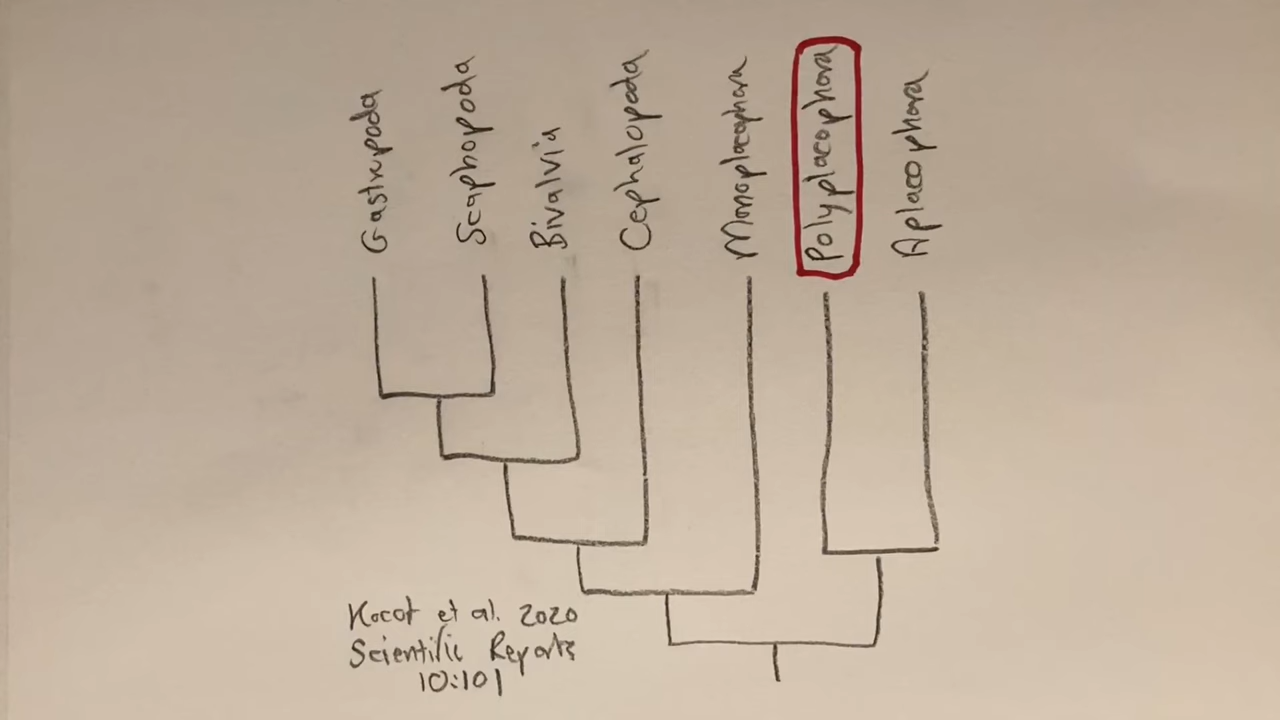 Gastropoda
Scaphopoda
Bivalvia
Cephalopoda
Monoplacophora
Polyplacophora
Aplacophora
Kocot et al. 2020
Scientific Reports
10:101